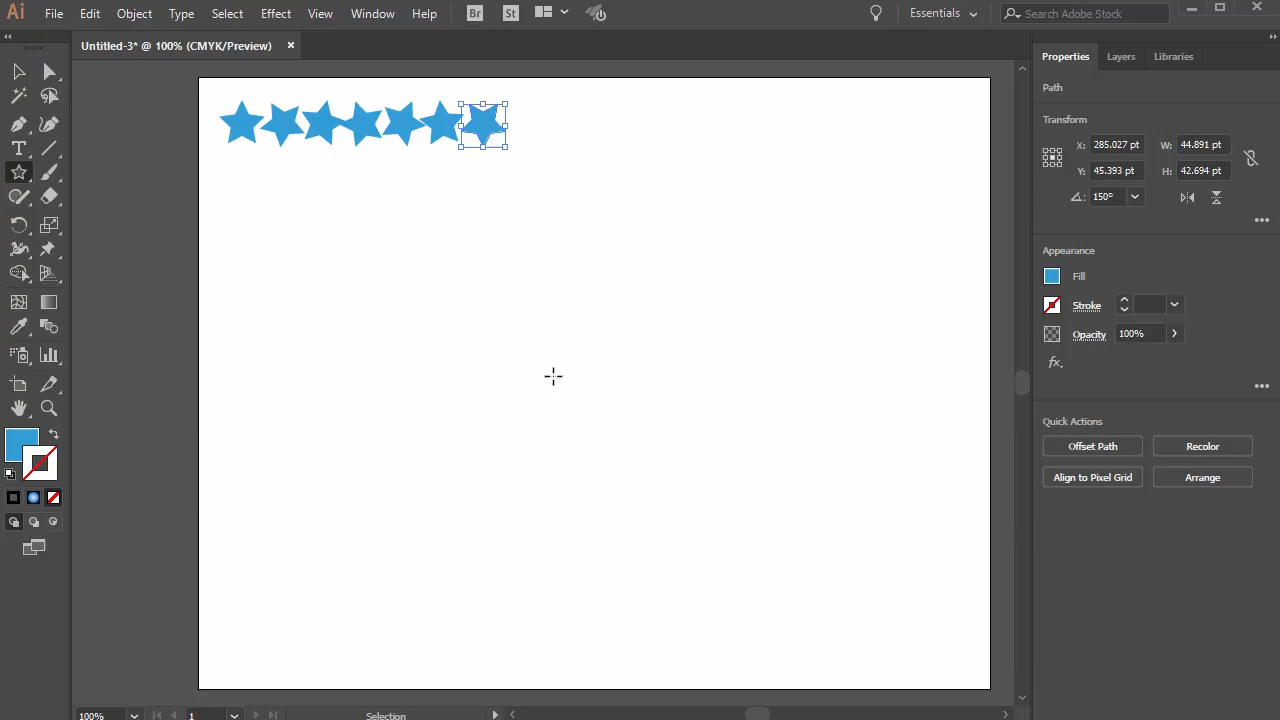 Ai File Edit Object Type Select Effect View Window Help Br St Essentials Search Adobe Stock
Untitled-3* @ 100% (CMYK/Preview) ×
Properties Layers Libraries
Path
Transform
X: 285.027 pt W: 44.891 pt
Y: 45.393 pt H: 42.694 pt
150°
Appearance
Fill
Stroke
Opacity 100%
fx.
Quick Actions
Offset Path Recolor
Align to Pixel Grid Arrange
100% 1 Selection